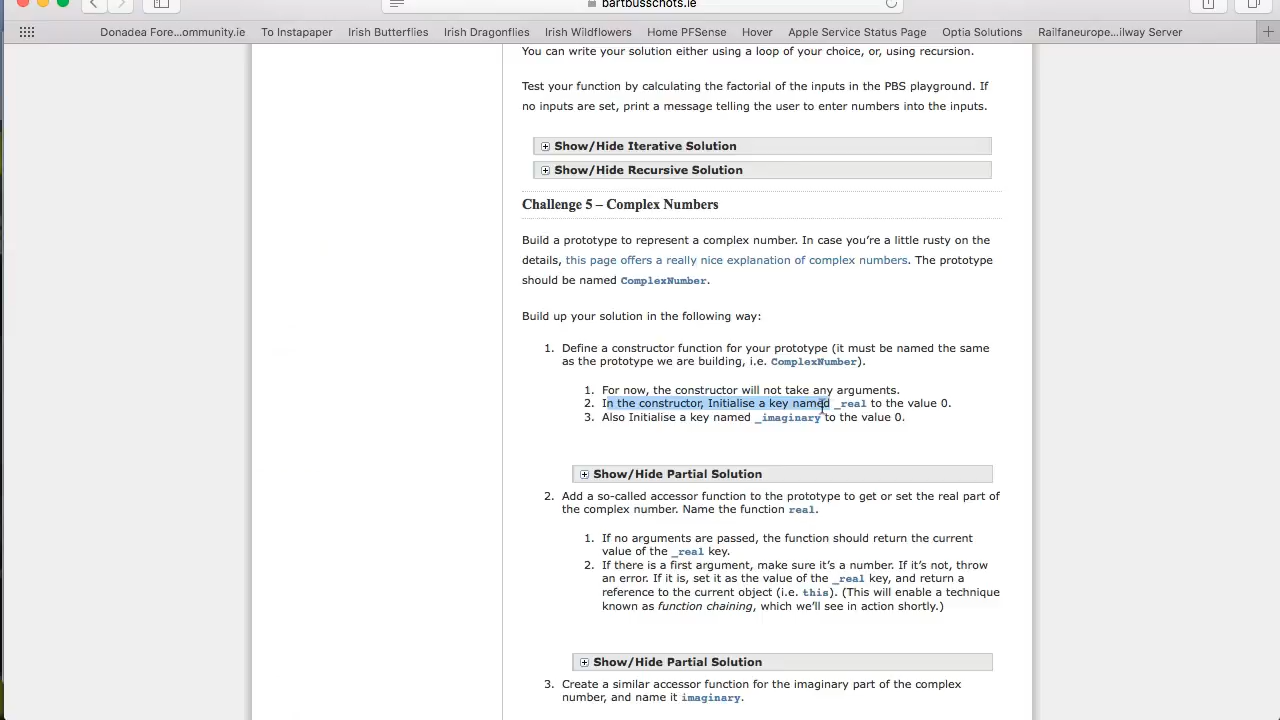 bartbusschots.ie
Donadea Fore...ommunity.ie To Instapaper Irish Butterflies Irish Dragonflies Irish Wildflowers Home PFSense Hover Apple Service Status Page Optia Solutions Railfaneurope...ilway Server
You can write your solution either using a loop of your choice, or, using recursion.
Test your function by calculating the factorial of the inputs in the PBS playground. If
no inputs are set, print a message telling the user to enter numbers into the inputs.
Show/Hide Iterative Solution
Show/Hide Recursive Solution
Challenge 5 – Complex Numbers
Build a prototype to represent a complex number. In case you’re a little rusty on the
details, this page offers a really nice explanation of complex numbers. The prototype
should be named ComplexNumber.
Build up your solution in the following way:
1. Define a constructor function for your prototype (it must be named the same
as the prototype we are building, i.e. ComplexNumber).
1. For now, the constructor will not take any arguments.
2. In the constructor, Initialise a key named _real to the value 0.
3. Also Initialise a key named _imaginary to the value 0.
Show/Hide Partial Solution
2. Add a so-called accessor function to the prototype to get or set the real part of
the complex number. Name the function real.
1. If no arguments are passed, the function should return the current
value of the _real key.
2. If there is a first argument, make sure it’s a number. If it’s not, throw
an error. If it is, set it as the value of the _real key, and return a
reference to the current object (i.e. this). (This will enable a technique
known as function chaining, which we’ll see in action shortly.)
Show/Hide Partial Solution
3. Create a similar accessor function for the imaginary part of the complex
number, and name it imaginary.